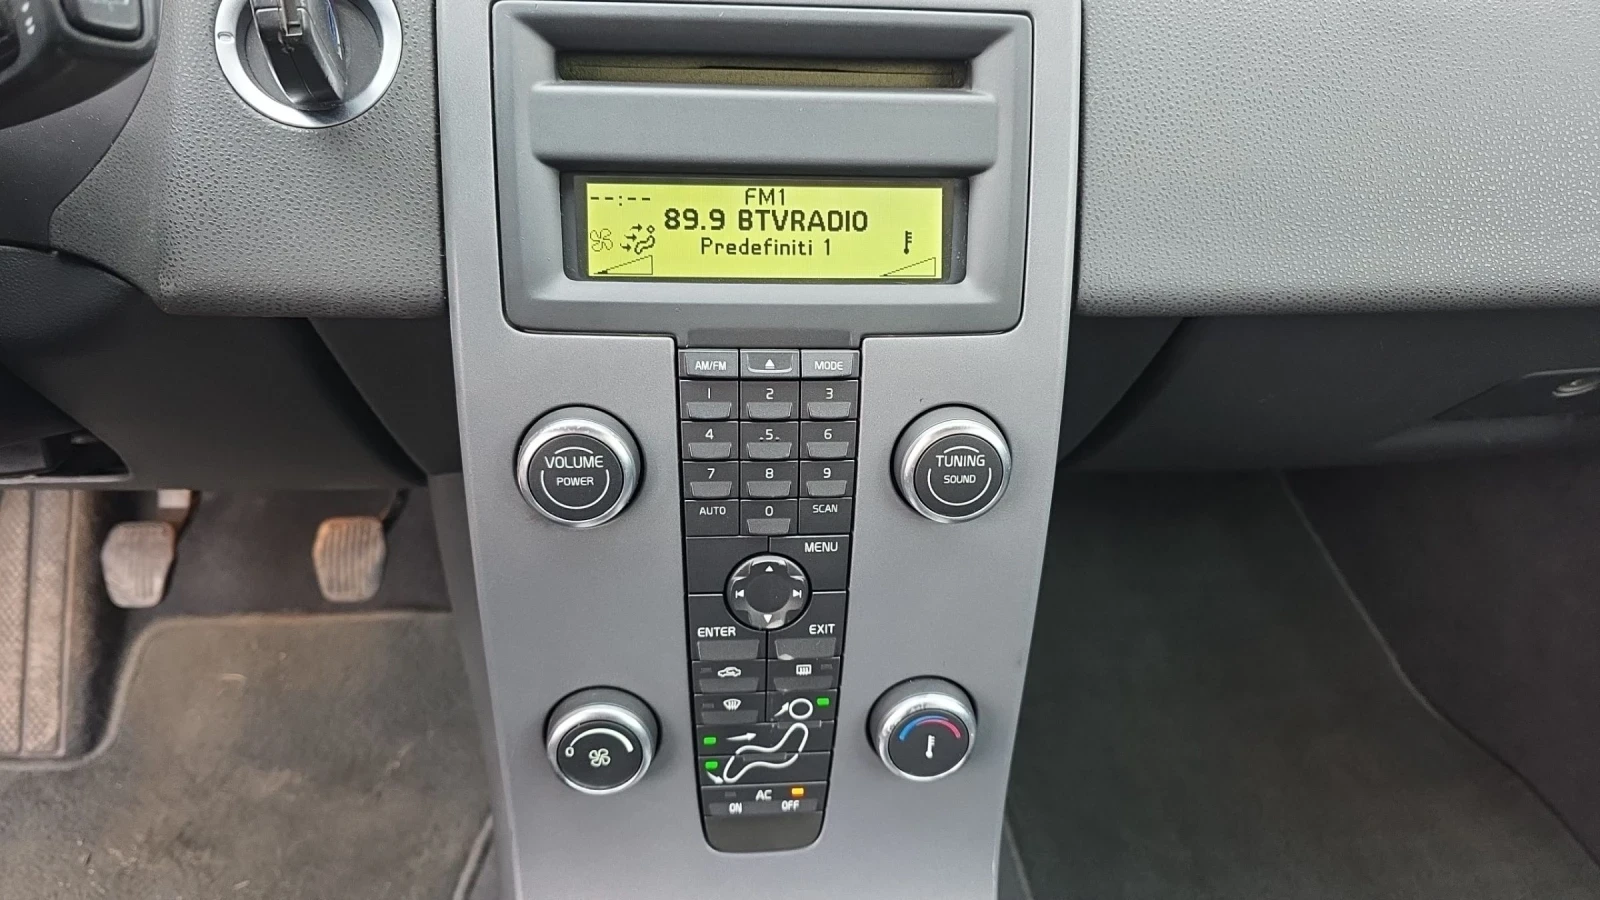 --:--
FM1
89.9 BTVRADIO
Predefiniti 1
AM/FM
MODE
1 2 3
4 5 6
7 8 9
AUTO 0 SCAN
VOLUME
POWER
TUNING
SOUND
MENU
ENTER
EXIT
0
AC
ON
OFF